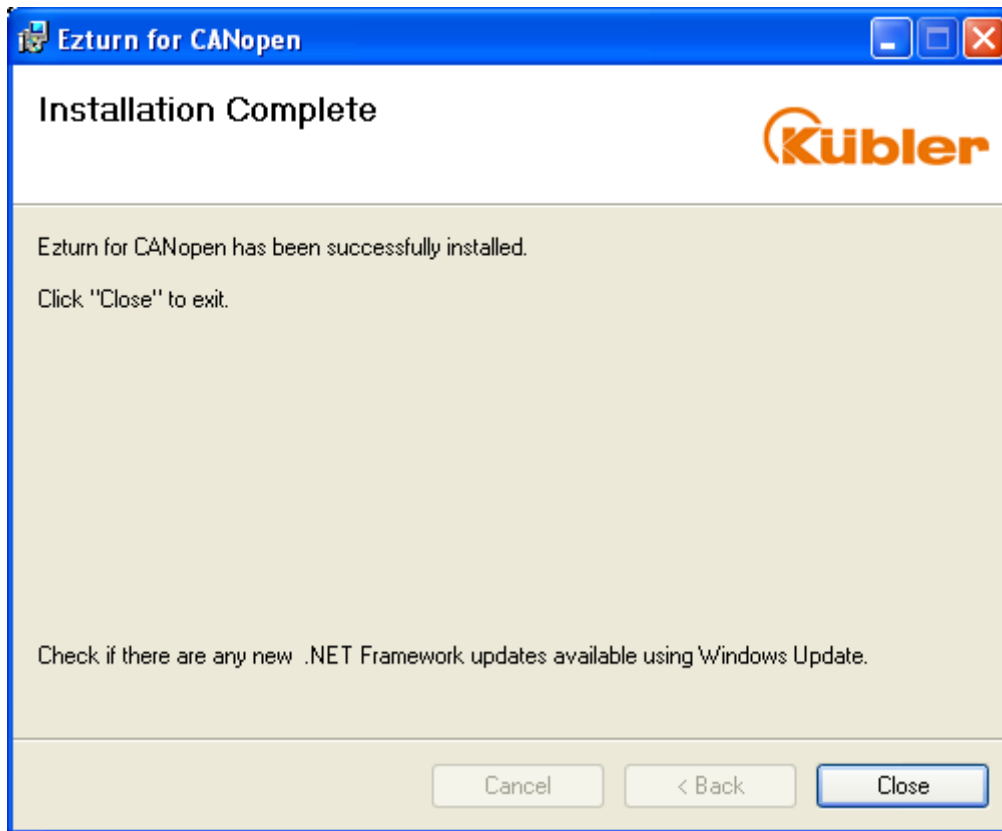 Ezturn for CANopen
Installation Complete
Kübler
Ezturn for CANopen has been successfully installed.
Click "Close" to exit.
Check if there are any new  .NET Framework updates available using Windows Update.
Cancel
< Back
Close